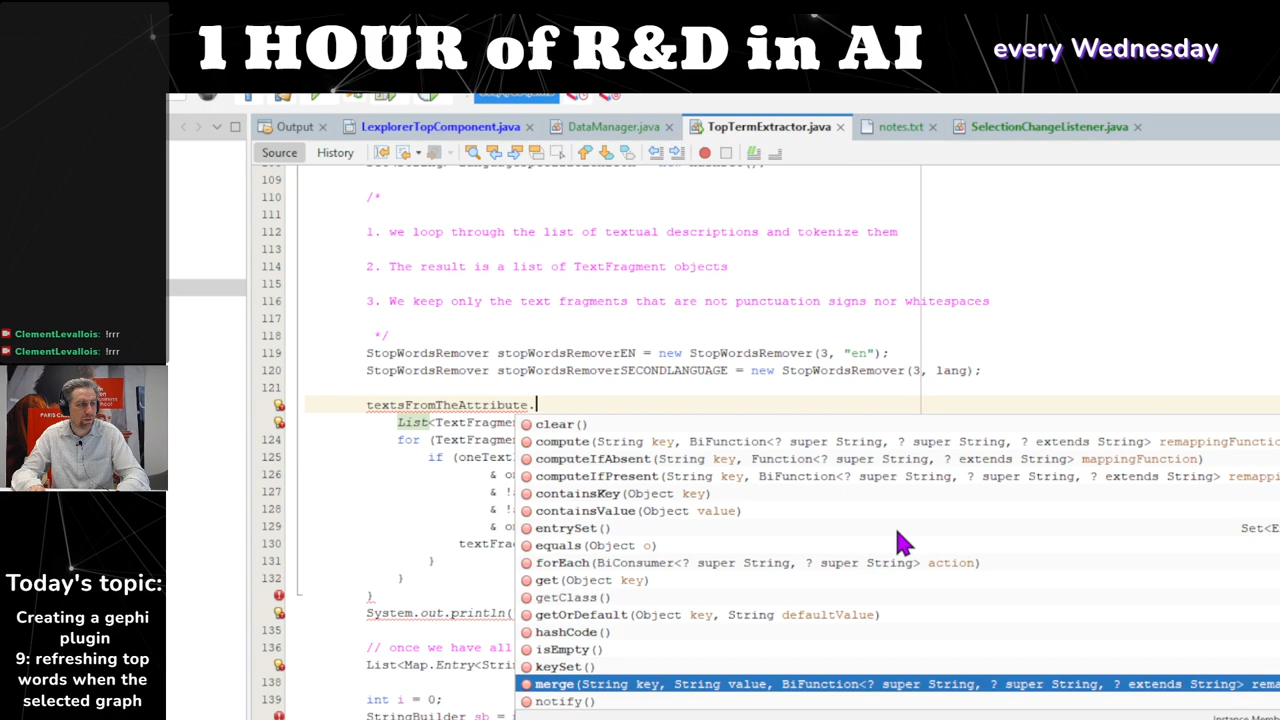 1 HOUR of R&D in AI
every Wednesday
Output
LexplorerTopComponent.java
DataManager.java
TopTermExtractor.java
notes.txt
SelectionChangeListener.java
Source
History
109
110 /*
111
112 1. we loop through the list of textual descriptions and tokenize them
113
114 2. The result is a list of TextFragment objects
115
116 3. We keep only the text fragments that are not punctuation signs nor whitespaces
117
118 */
119 StopWordsRemover stopWordsRemoverEN = new StopWordsRemover(3, "en");
120 StopWordsRemover stopWordsRemoverSECONDLANGUAGE = new StopWordsRemover(3, lang);
121
textsFromTheAttribute.
List<TextFragme
124 for (TextFragme
125 if (oneText
126 & on
127 & !
128 & !
129 & on
130 textFra
131 }
132 }
}
System.out.println(
135
136 // once we have all
List<Map.Entry<Stri
138
139 int i = 0;
StringBuilder sb =
clear()
compute(String key, BiFunction<? super String, ? super String, ? extends String> remappingFunctio
computeIfAbsent(String key, Function<? super String, ? extends String> mappingFunction)
computeIfPresent(String key, BiFunction<? super String, ? super String, ? extends String> remappi
containsKey(Object key)
containsValue(Object value)
entrySet() Set<E
equals(Object o)
forEach(BiConsumer<? super String, ? super String> action)
get(Object key)
getClass()
getOrDefault(Object key, String defaultValue)
hashCode()
isEmpty()
keySet()
merge(String key, String value, BiFunction<? super String, ? super String, ? extends String> rema
notify()
ClementLevallois: !rrr
ClementLevallois: !rrr
Today's topic:
Creating a gephi
plugin
9: refreshing top
words when the
selected graph